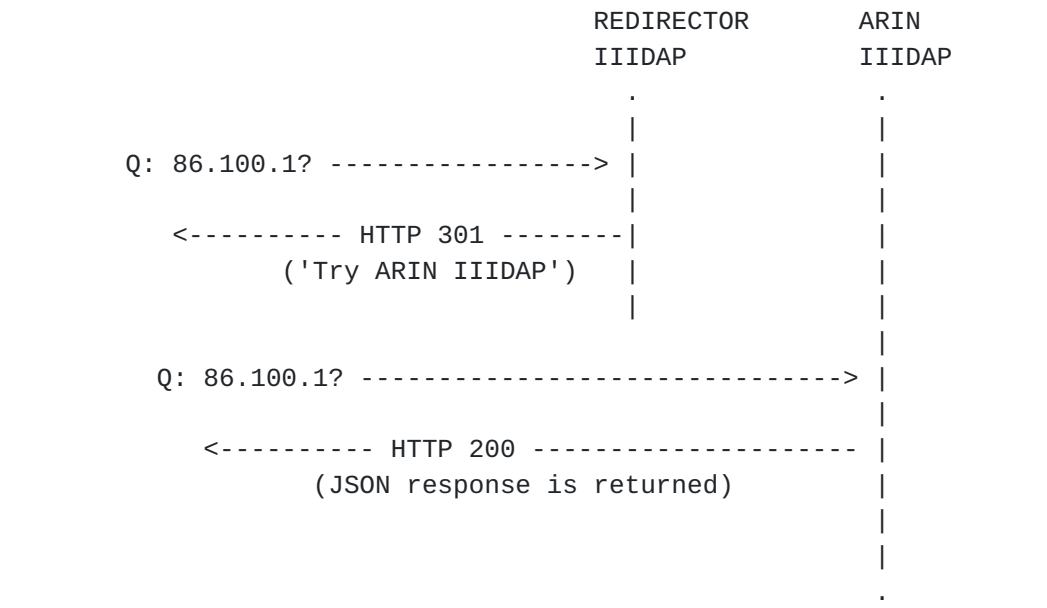 REDIRECTOR       ARIN
                                                            IIIDAP           IIIDAP
                                                              .               .
                                                              |               |
                              Q: 86.100.1? -----------------> |               |
                                                              |               |
                                 <---------- HTTP 301 --------|               |
                                        ('Try ARIN IIIDAP')   |               |
                                                              |               |
                                                                              |
                                Q: 86.100.1? -------------------------------> |
                                                                              |
                                   <---------- HTTP 200 --------------------- |
                                          (JSON response is returned)         |
                                                                              |
                                                                              |
                                                                              .